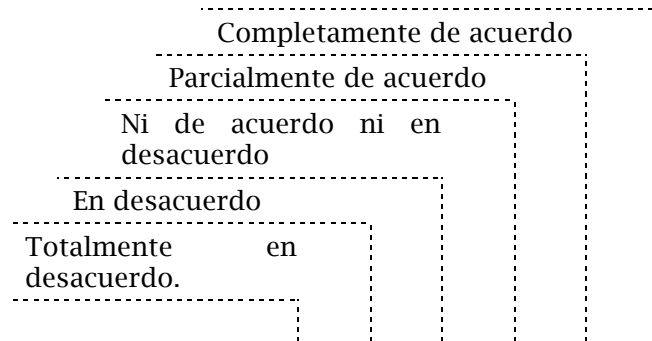 Completamente de acuerdo
Parcialmente de acuerdo
Ni de acuerdo ni en
desacuerdo
En desacuerdo
Totalmente en
desacuerdo.